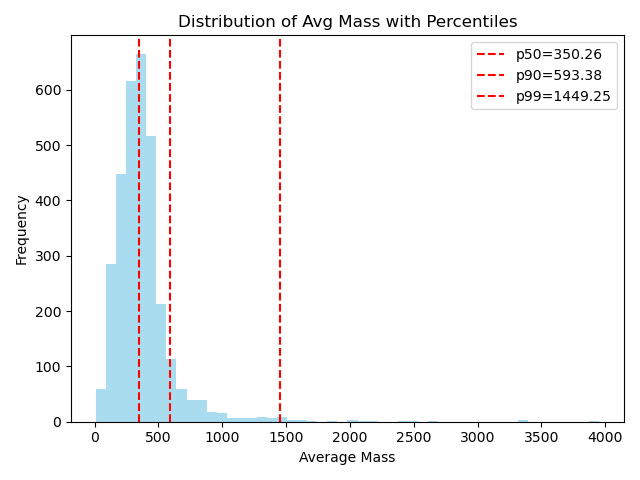 Distribution of Avg Mass with Percentiles
p50=350.26
p90=593.38
p99=1449.25
Frequency
600
500
400
300
200
100
0
0 500 1000 1500 2000 2500 3000 3500 4000
Average Mass